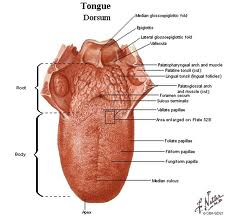 Tongue
Dorsum
Median glossoepiglottic fold
Epiglottis
Lateral glossoepiglottic fold
Vallecula
Palatopharyngeal arch and muscle
Palatine tonsil (cut)
Lingual tonsil (lingual follicles)
Palatoglossal arch
and muscle (cut)
Foramen cecum
Sulcus terminalis
Vallate papillae
Area enlarged on Plate 52B
Foliate papillae
Filiform papillae
Fungiform papilla
Median sulcus
Root
Body
Apex